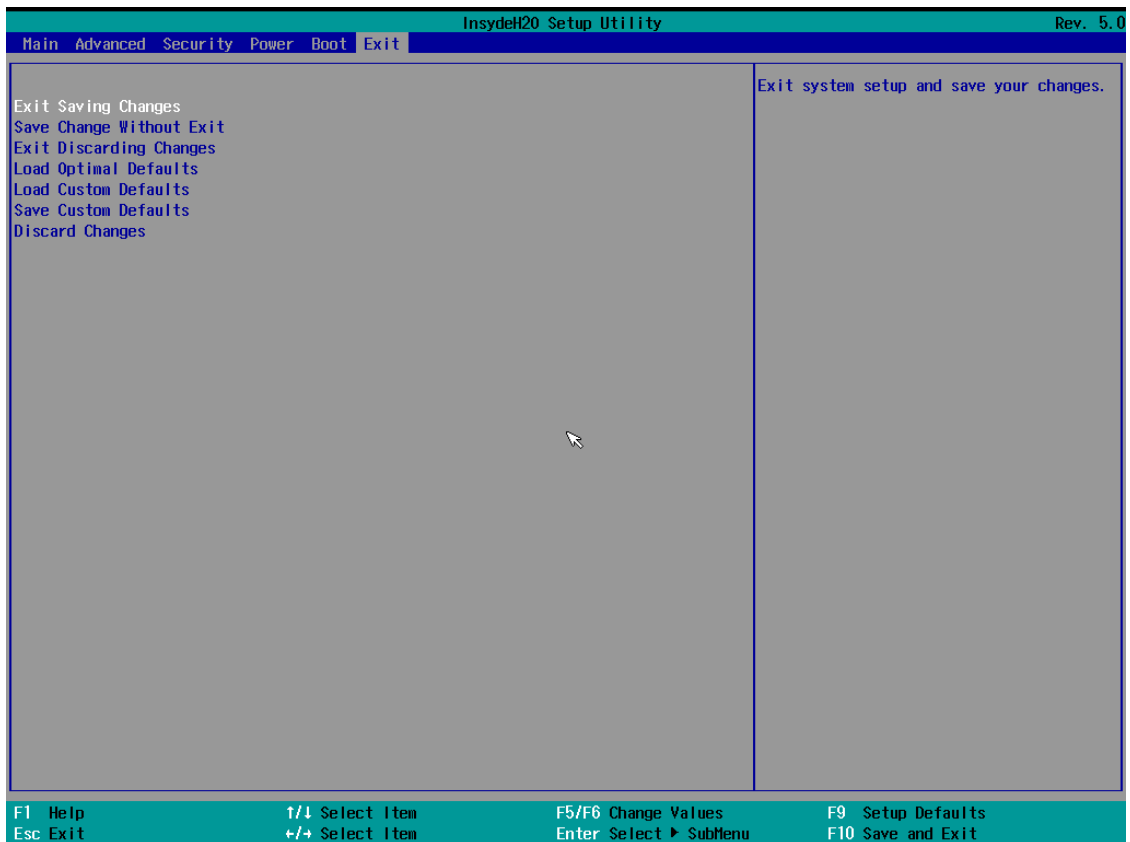 InsydeH20 Setup Utility Rev. 5.0
Main Advanced Security Power Boot Exit
Exit system setup and save your changes.
Exit Saving Changes
Save Change Without Exit
Exit Discarding Changes
Load Optimal Defaults
Load Custom Defaults
Save Custom Defaults
Discard Changes
F1 Help ↑/↓ Select Item F5/F6 Change Values F9 Setup Defaults
Esc Exit ←/→ Select Item Enter Select ▶ SubMenu F10 Save and Exit